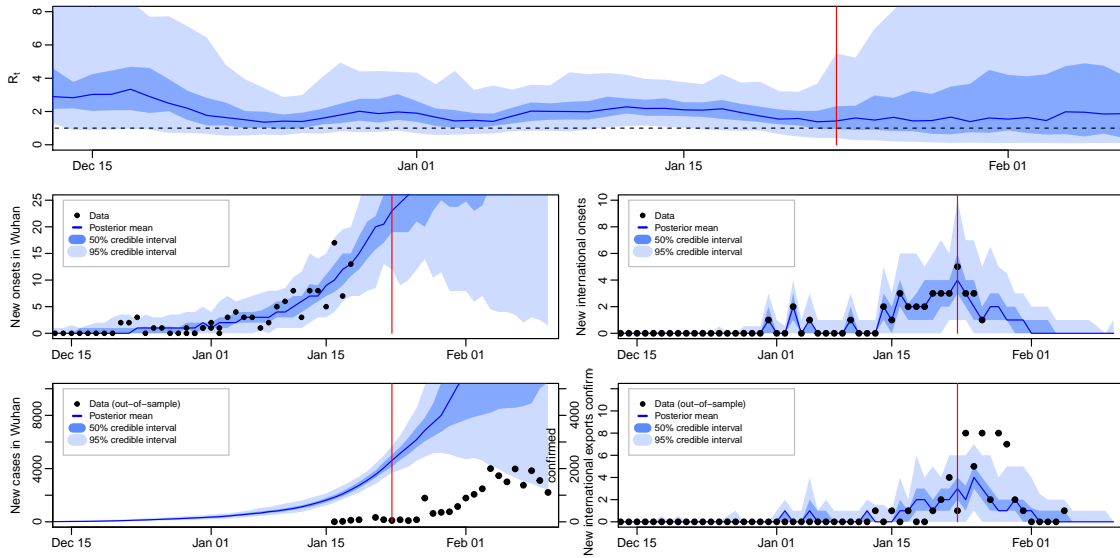 8
6
4
2
0
Rt
Dec 15
Jan 01
Jan 15
Feb 01
25
20
15
10
5
0
New onsets in Wuhan
Data
Posterior mean
50% credible interval
95% credible interval
Dec 15
Jan 01
Jan 15
Feb 01
10
8
6
4
2
0
New international onsets
Data
Posterior mean
50% credible interval
95% credible interval
Dec 15
Jan 01
Jan 15
Feb 01
8000
4000
0
New cases in Wuhan
Data (out−of−sample)
Posterior mean
50% credible interval
95% credible interval
4000
2000
0
confirmed
Dec 15
Jan 01
Jan 15
Feb 01
8
6
4
2
0
New international exports confirm
Data (out−of−sample)
Posterior mean
50% credible interval
95% credible interval
Dec 15
Jan 01
Jan 15
Feb 01